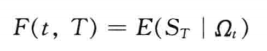 F(t, T) = E(S_T | Ω_t)